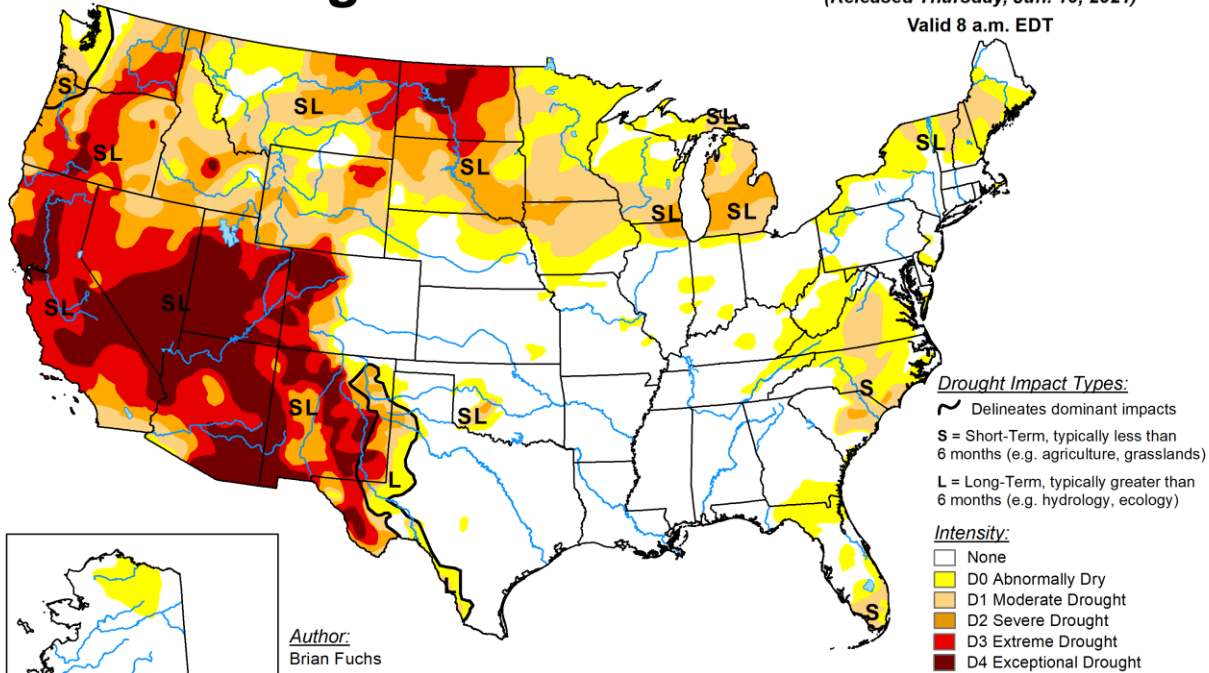 Valid 8 a.m. EDT
S
SL
SL
SL
SL
SL
SL
SL
SL
SL
SL
SL
SL
L
L
S
S
Drought Impact Types:
Delineates dominant impacts
S = Short-Term, typically less than
6 months (e.g. agriculture, grasslands)
L = Long-Term, typically greater than
6 months (e.g. hydrology, ecology)
Intensity:
None
D0 Abnormally Dry
D1 Moderate Drought
D2 Severe Drought
D3 Extreme Drought
D4 Exceptional Drought
Author:
Brian Fuchs